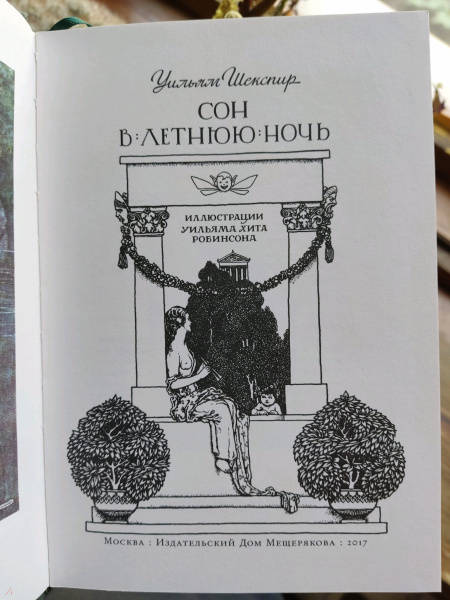 Уильям Шекспир
СОН
В:ЛЕТНЮЮ:НОЧЬ
ИЛЛЮСТРАЦИИ
УИЛЬЯМА ХИТА
РОБИНСОНА
Москва : Издательский Дом Мещерякова : 2017